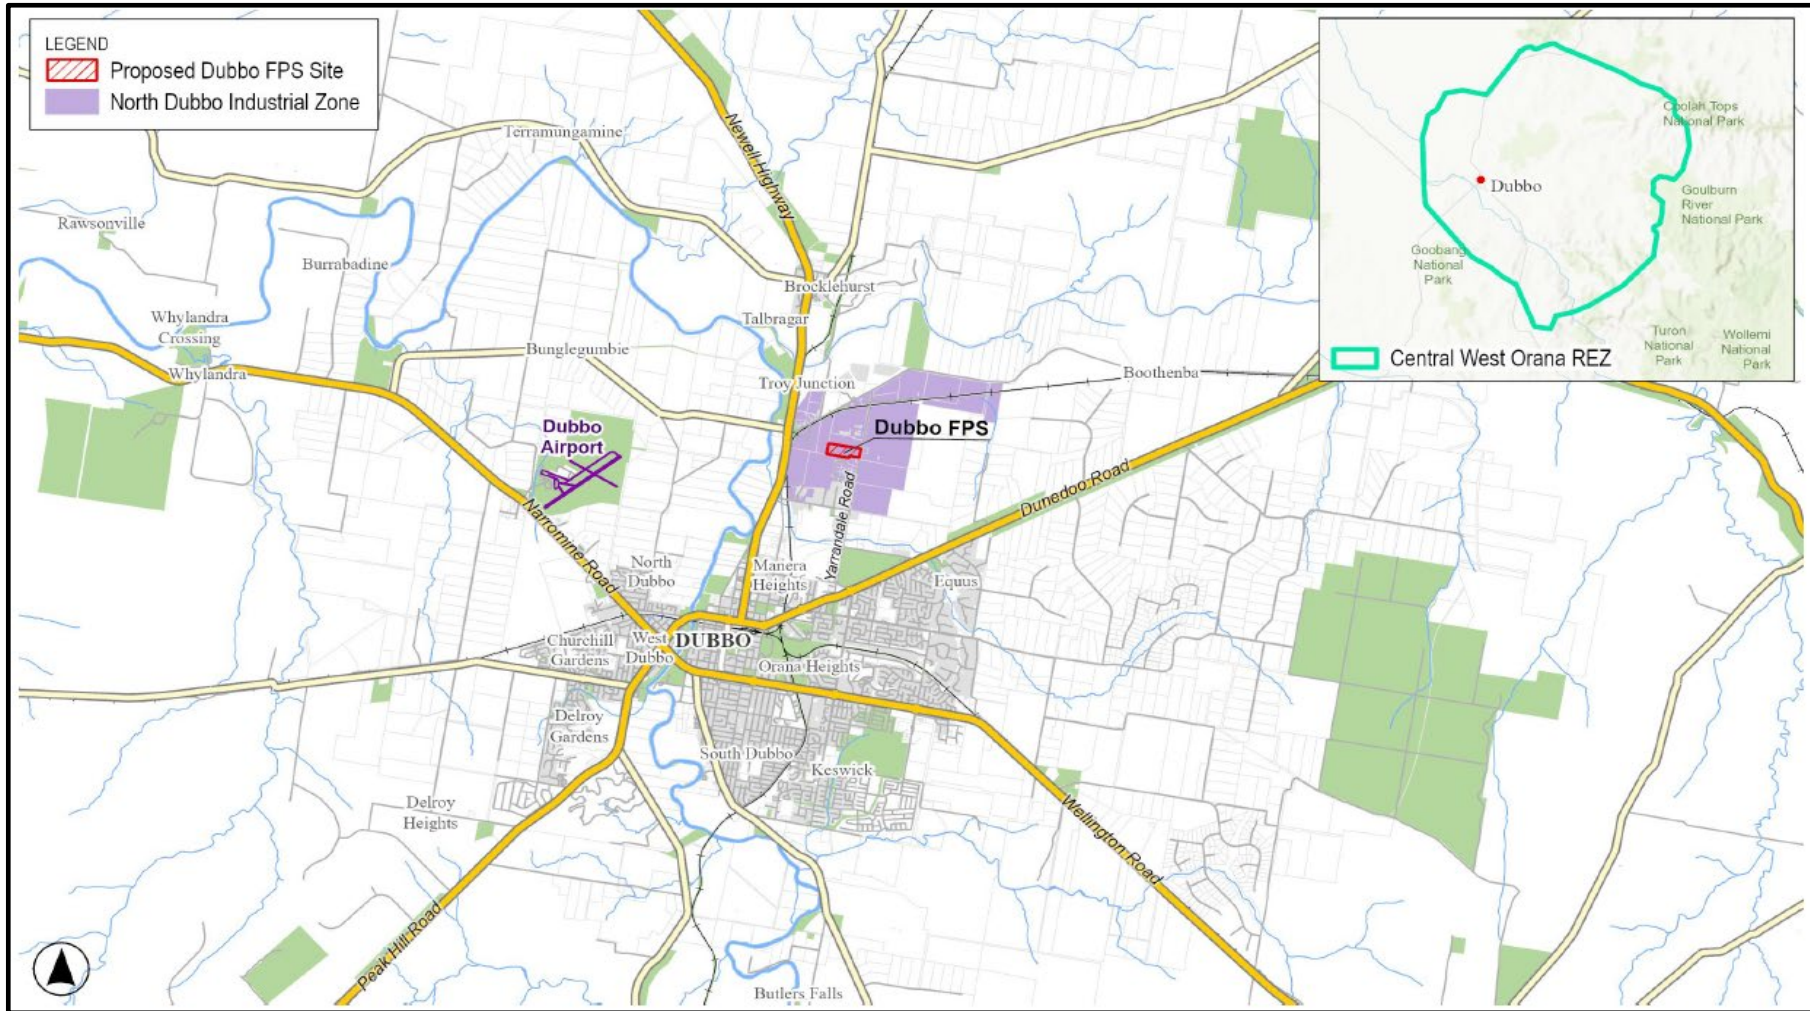 LEGEND
Proposed Dubbo FPS Site
North Dubbo Industrial Zone
Terramungamine
Newell Highway
Rawsonville
Burrabadine
Brocklehurst
Whylandra
Crossing
Talbragar
Bunglegumbie
Whylandra
Troy Junction
Boothenba
Dubbo
Airport
Dubbo FPS
Narromine Road
Yarrandale Road
Dunedoo Road
North
Dubbo
Manera
Heights
Equus
Churchill
Gardens
West
Dubbo
DUBBO
Orana Heights
Delroy
Gardens
South Dubbo
Keswick
Delroy
Heights
Wellington Road
Peak Hill Road
Butlers Falls
Coolah Tops
National Park
Dubbo
Goulburn
River
National Park
Goobang
National
Park
Turon
National
Park
Wollemi
National
Park
Central West Orana REZ